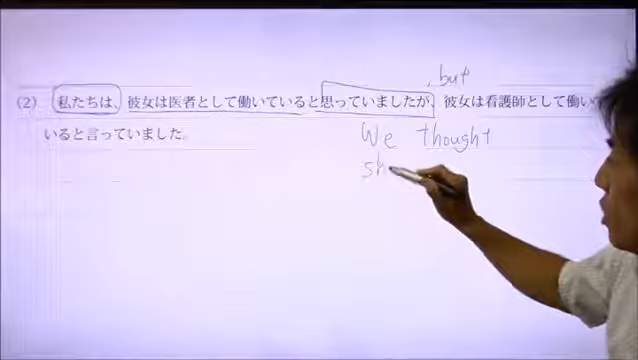 , but
(2) 私たちは、彼女は医者として働いていると思っていましたが、彼女は看護師として働い
いると言っていました。
We thought
sh